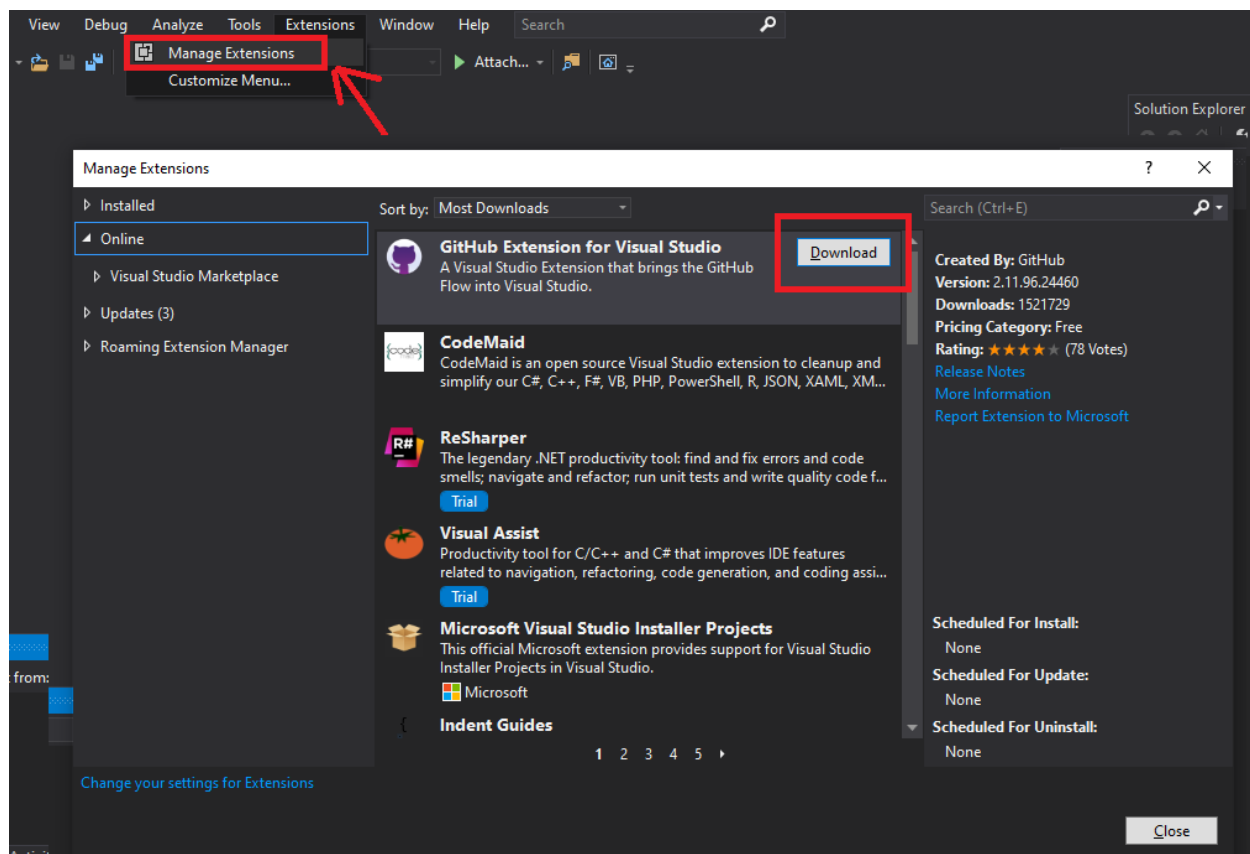 View Debug Analyze Tools Extensions Window Help Search
Manage Extensions
Attach...
Customize Menu...
Solution Explorer
Manage Extensions ?
Installed
Online
Visual Studio Marketplace
Updates (3)
Roaming Extension Manager
Sort by: Most Downloads
GitHub Extension for Visual Studio
A Visual Studio Extension that brings the GitHub
Flow into Visual Studio.
Download
CodeMaid
{code}
CodeMaid is an open source Visual Studio extension to cleanup and
simplify our C#, C++, F#, VB, PHP, PowerShell, R, JSON, XAML, XM...
R#
ReSharper
The legendary .NET productivity tool: find and fix errors and code
smells; navigate and refactor; run unit tests and write quality code f...
Trial
Visual Assist
Productivity tool for C/C++ and C# that improves IDE features
related to navigation, refactoring, code generation, and coding assi...
Trial
Microsoft Visual Studio Installer Projects
This official Microsoft extension provides support for Visual Studio
Installer Projects in Visual Studio.
Microsoft
Indent Guides
1 2 3 4 5
Search (Ctrl+E)
Created By: GitHub
Version: 2.11.96.24460
Downloads: 1521729
Pricing Category: Free
Rating: (78 Votes)
Release Notes
More Information
Report Extension to Microsoft
Scheduled For Install:
None
Scheduled For Update:
None
Scheduled For Uninstall:
None
from:
Change your settings for Extensions
Close